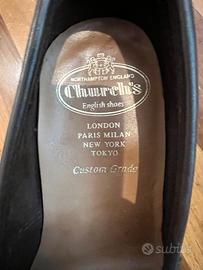 NORTHAMPTON ENGLAND
Church's
English shoes
LONDON
PARIS MILAN
NEW YORK
TOKYO
Custom Grade
subito